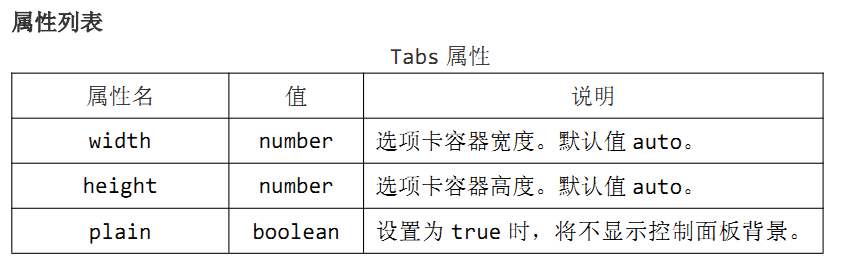 属性列表
Tabs 属性
属性名 值 说明
width number 选项卡容器宽度。默认值 auto。
height number 选项卡容器高度。默认值 auto。
plain boolean 设置为 true 时，将不显示控制面板背景。